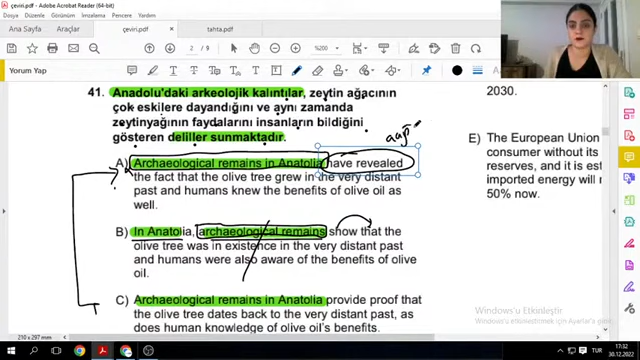 çeviri.pdf - Adobe Acrobat Reader (64-bit)
Ana Sayfa Araçlar çeviri.pdf tahta.pdf
2 / 9
%200
Yorum Yap
41. Anadolu'daki arkeolojik kalıntılar, zeytin ağacının
çok eskilere dayandığını ve aynı zamanda
zeytinyağının faydalarını insanların bildiğini
gösteren deliller sunmaktadır.
A) Archaeological remains in Anatolia have revealed
the fact that the olive tree grew in the very distant
past and humans knew the benefits of olive oil as
well.
B) In Anatolia, archaeological remains show that the
olive tree was in existence in the very distant past
and humans were also aware of the benefits of olive
oil.
C) Archaeological remains in Anatolia provide proof that
the olive tree dates back to the very distant past, as
does human knowledge of olive oil's benefits.
2030.
E) The European Union
consumer without its
reserves, and it is est
imported energy will r
50% now.
Windows'u Etkinleştir
210 x 297 mm
TUR
17:32
30.12.2022